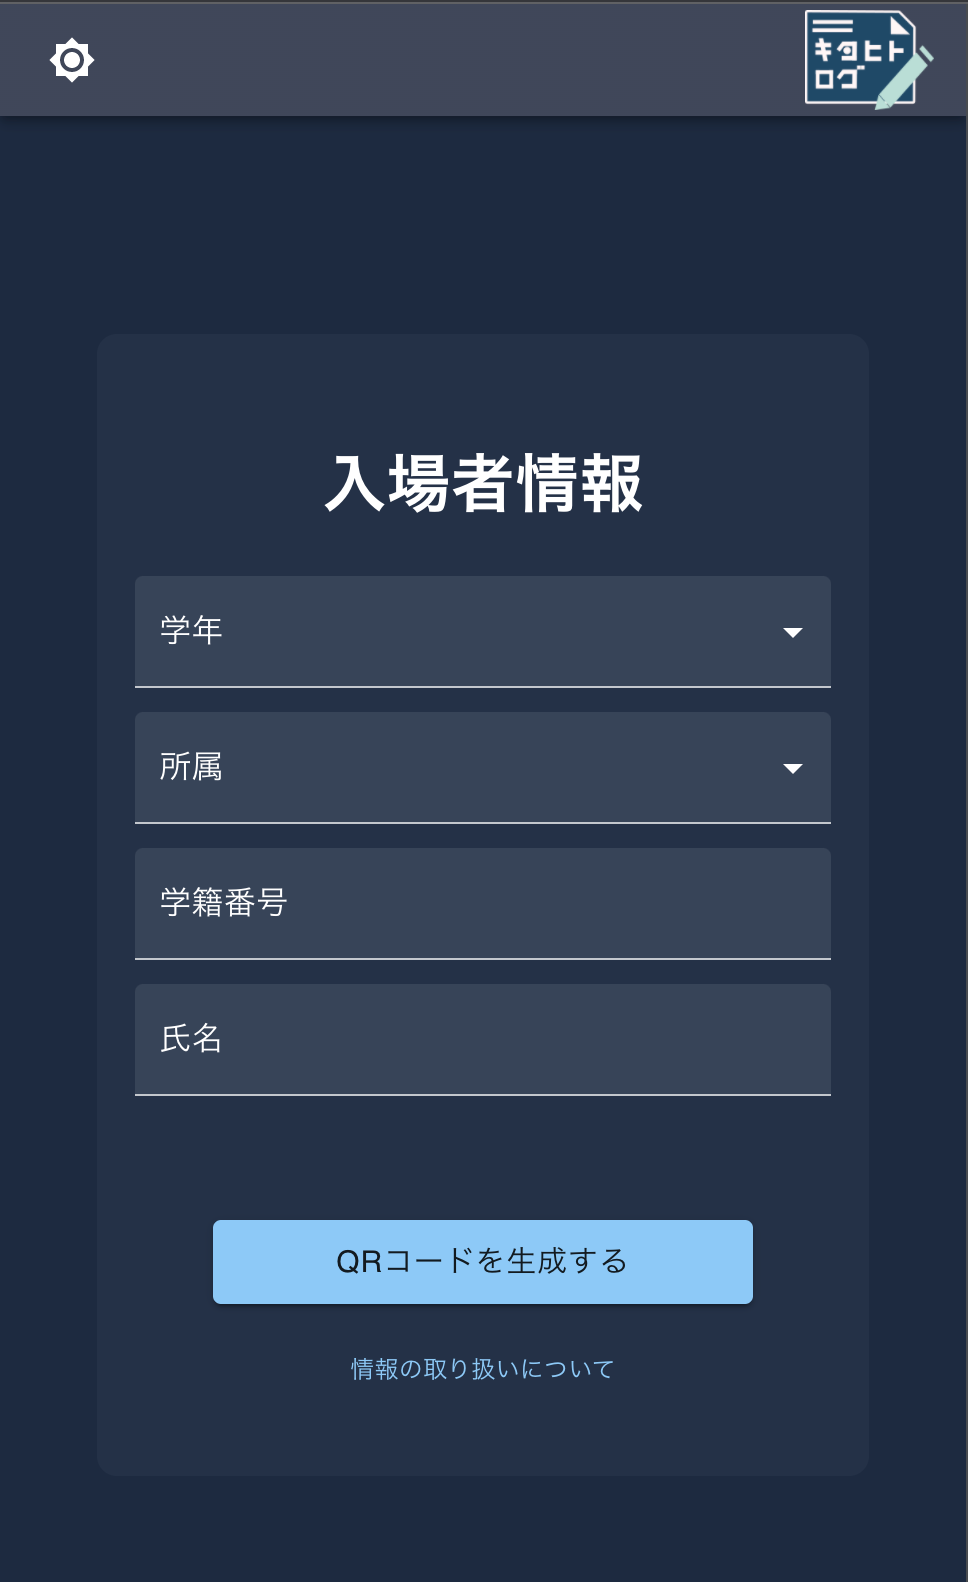 キタヒト
ログ
入場者情報
学年
所属
学籍番号
氏名
QRコードを生成する
情報の取り扱いについて